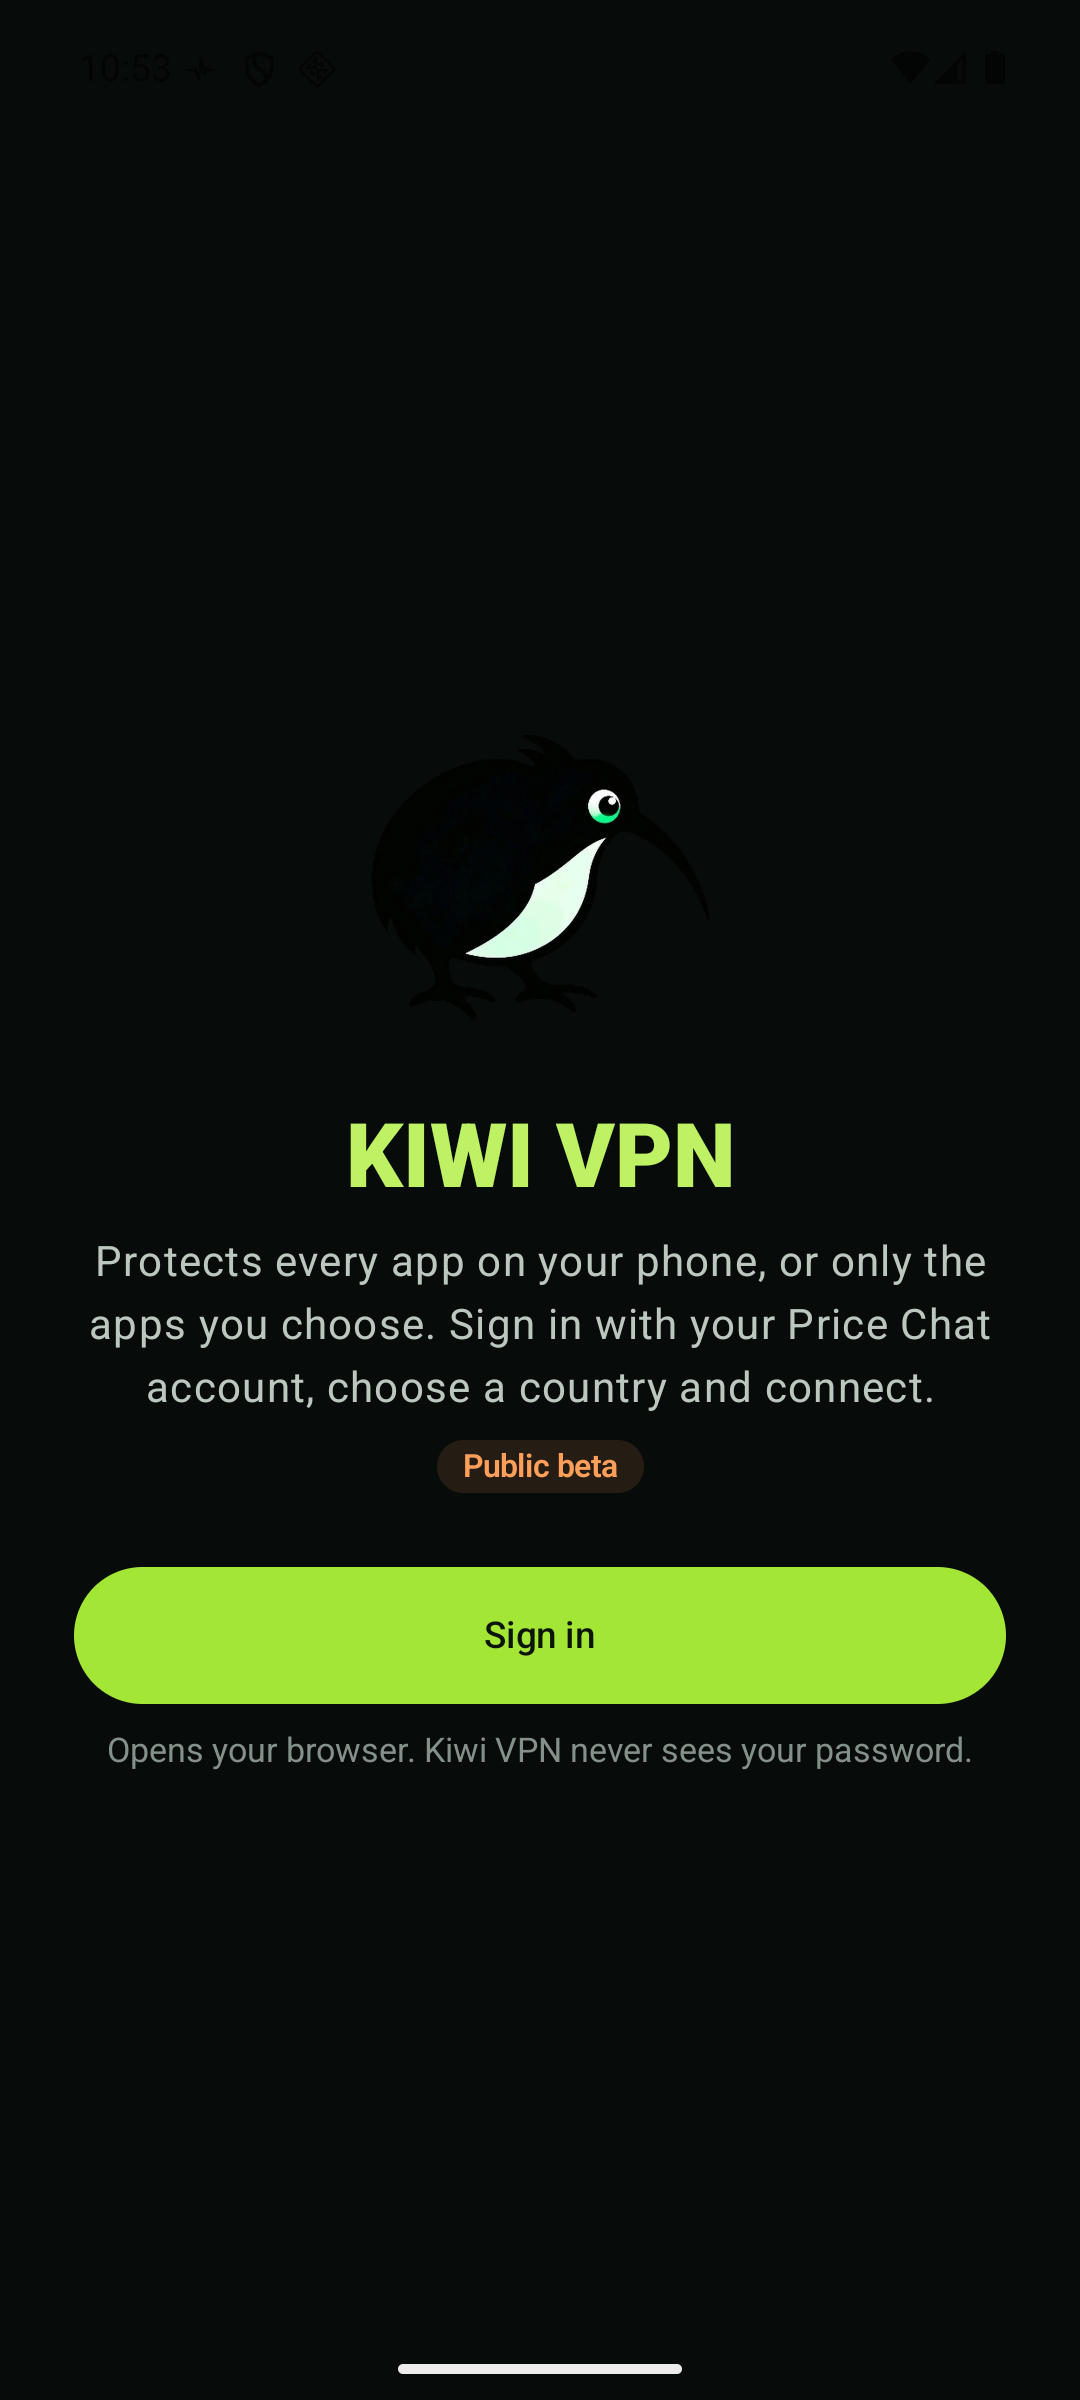 10:53
KIWI VPN
Protects every app on your phone, or only the
apps you choose. Sign in with your Price Chat
account, choose a country and connect.
Public beta
Sign in
Opens your browser. Kiwi VPN never sees your password.